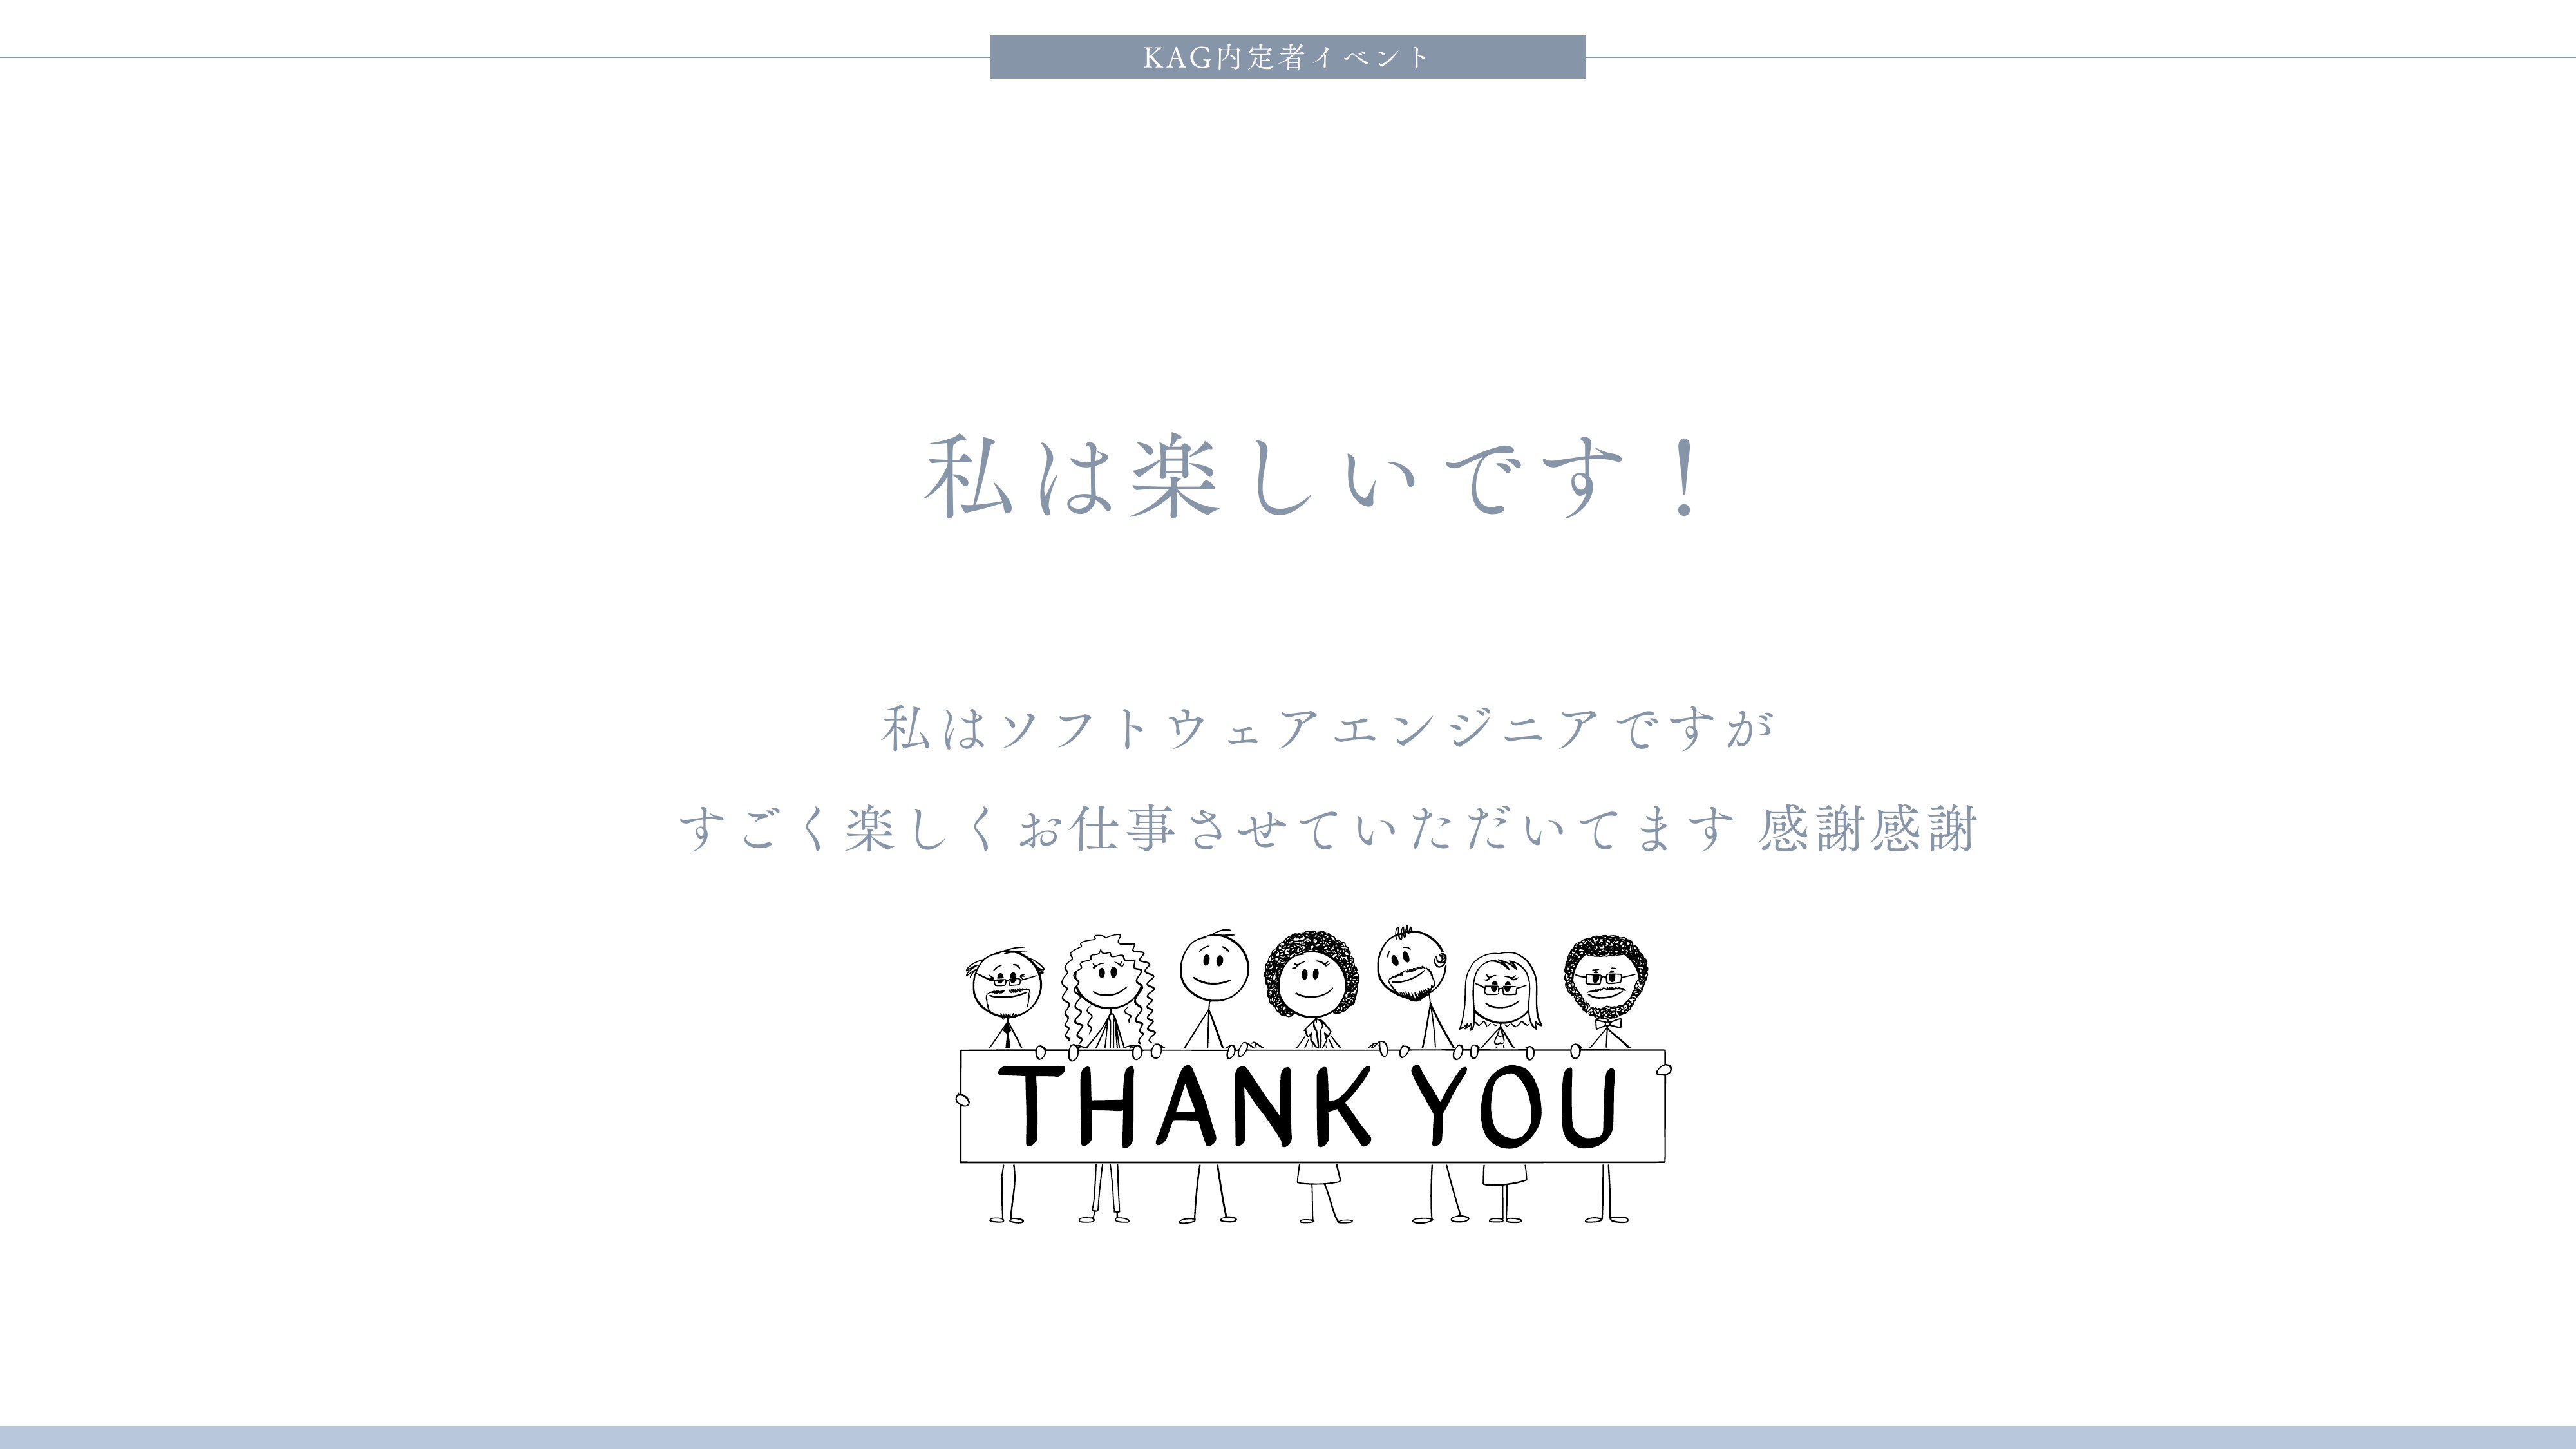 KAG内定者イベント
私は楽しいです！
私はソフトウェアエンジニアですが
すごく楽しくお仕事させていただいてます 感謝感謝
THANK YOU